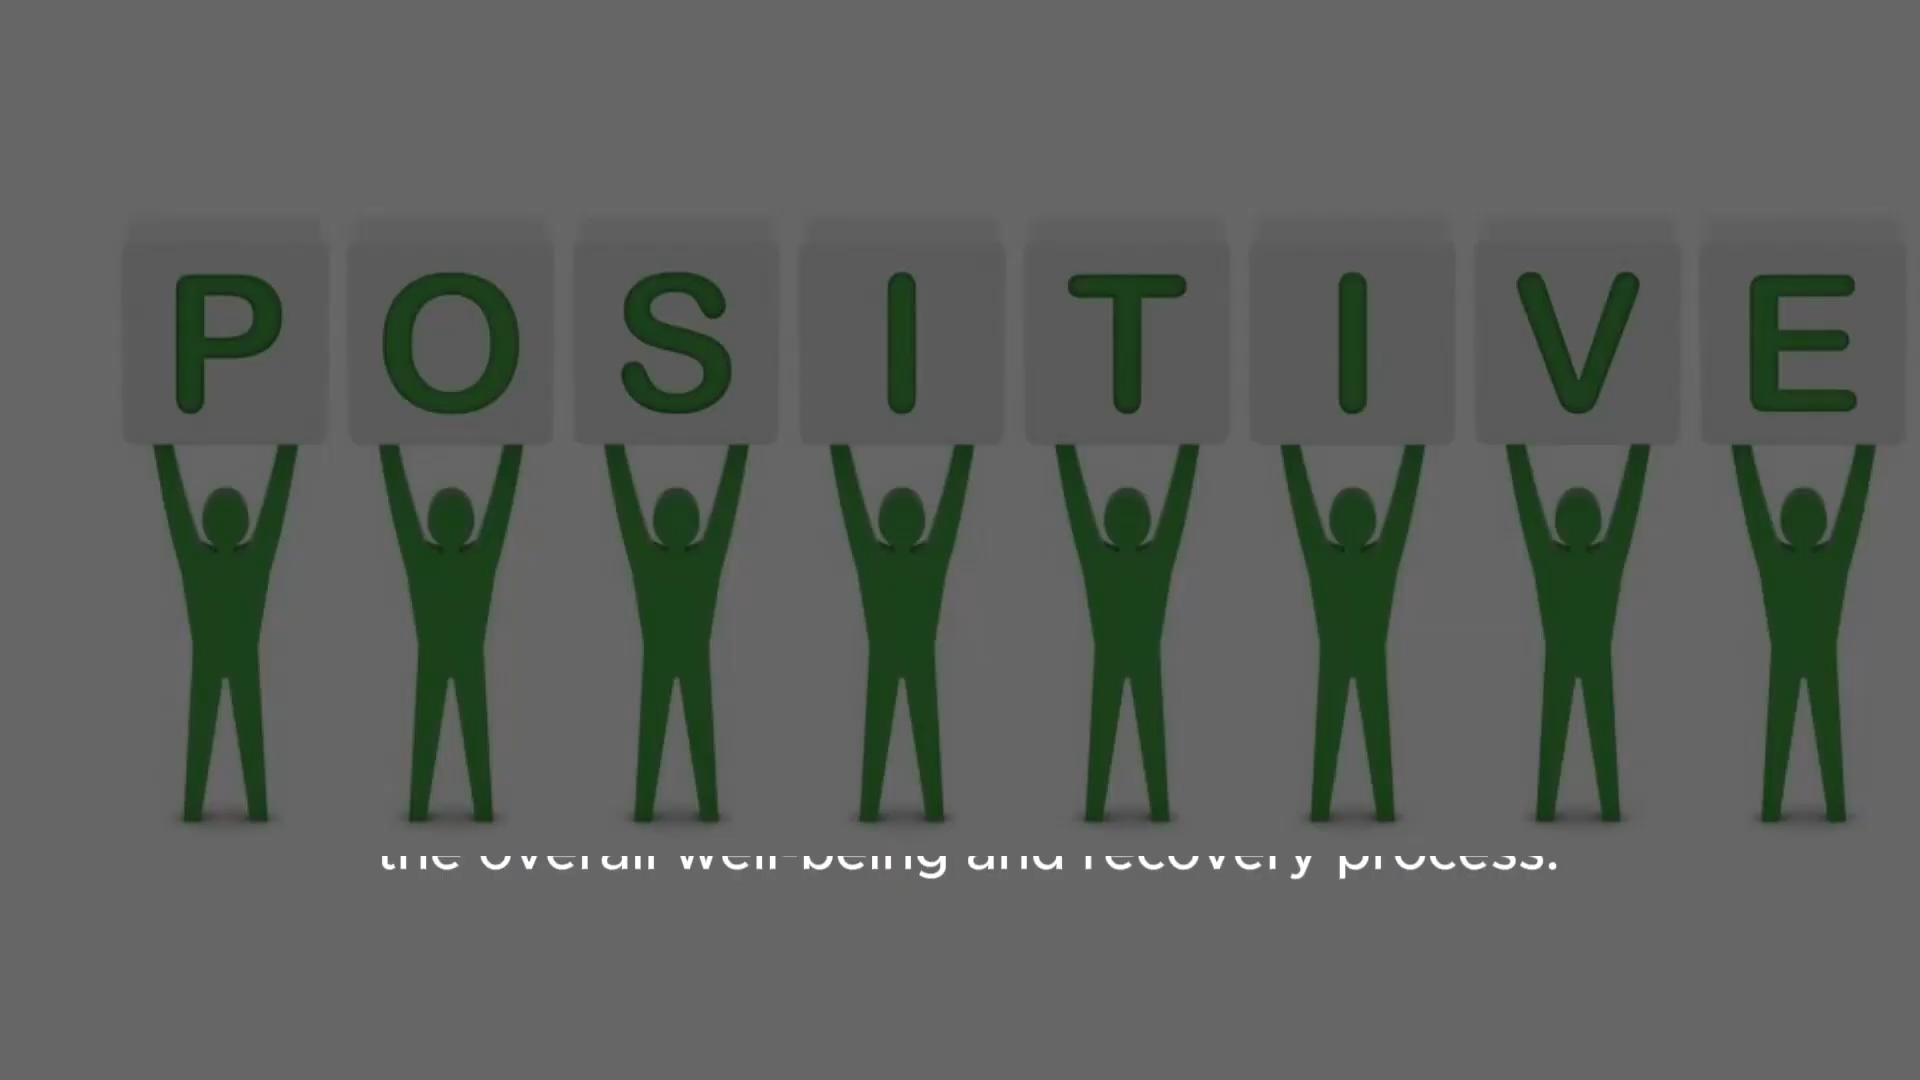 POSITIVE
the overall well-being and recovery process.